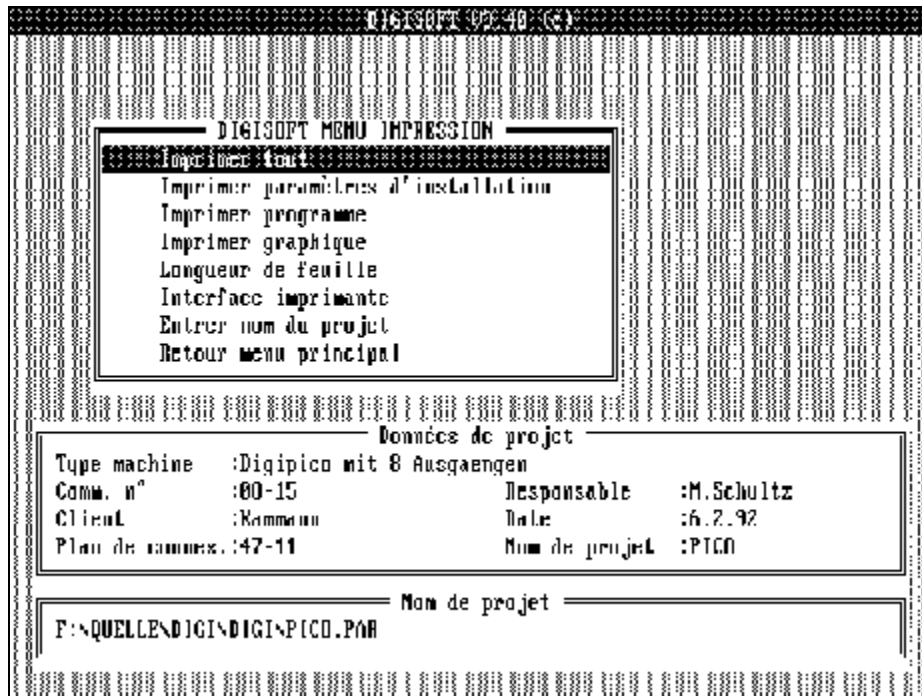 DIGISOFT V3.40 (c)
DIGISOFT MENU IMPRESSION
Imprimer tout
Imprimer paramètres d'installation
Imprimer programme
Imprimer graphique
Longueur de feuille
Interface imprimante
Entrer nom du projet
Retour menu principal
Données de projet
Type machine :Digipico mit 8 Ausgaengen
Comm. n° :00-15 Responsable :M.Schultz
Client :Kammann Date :6.2.92
Plan de connex.:47-11 Nom de projet :PICO
Nom de projet
F:\QUELLE\DIGI\DIGI\PICO.PAR